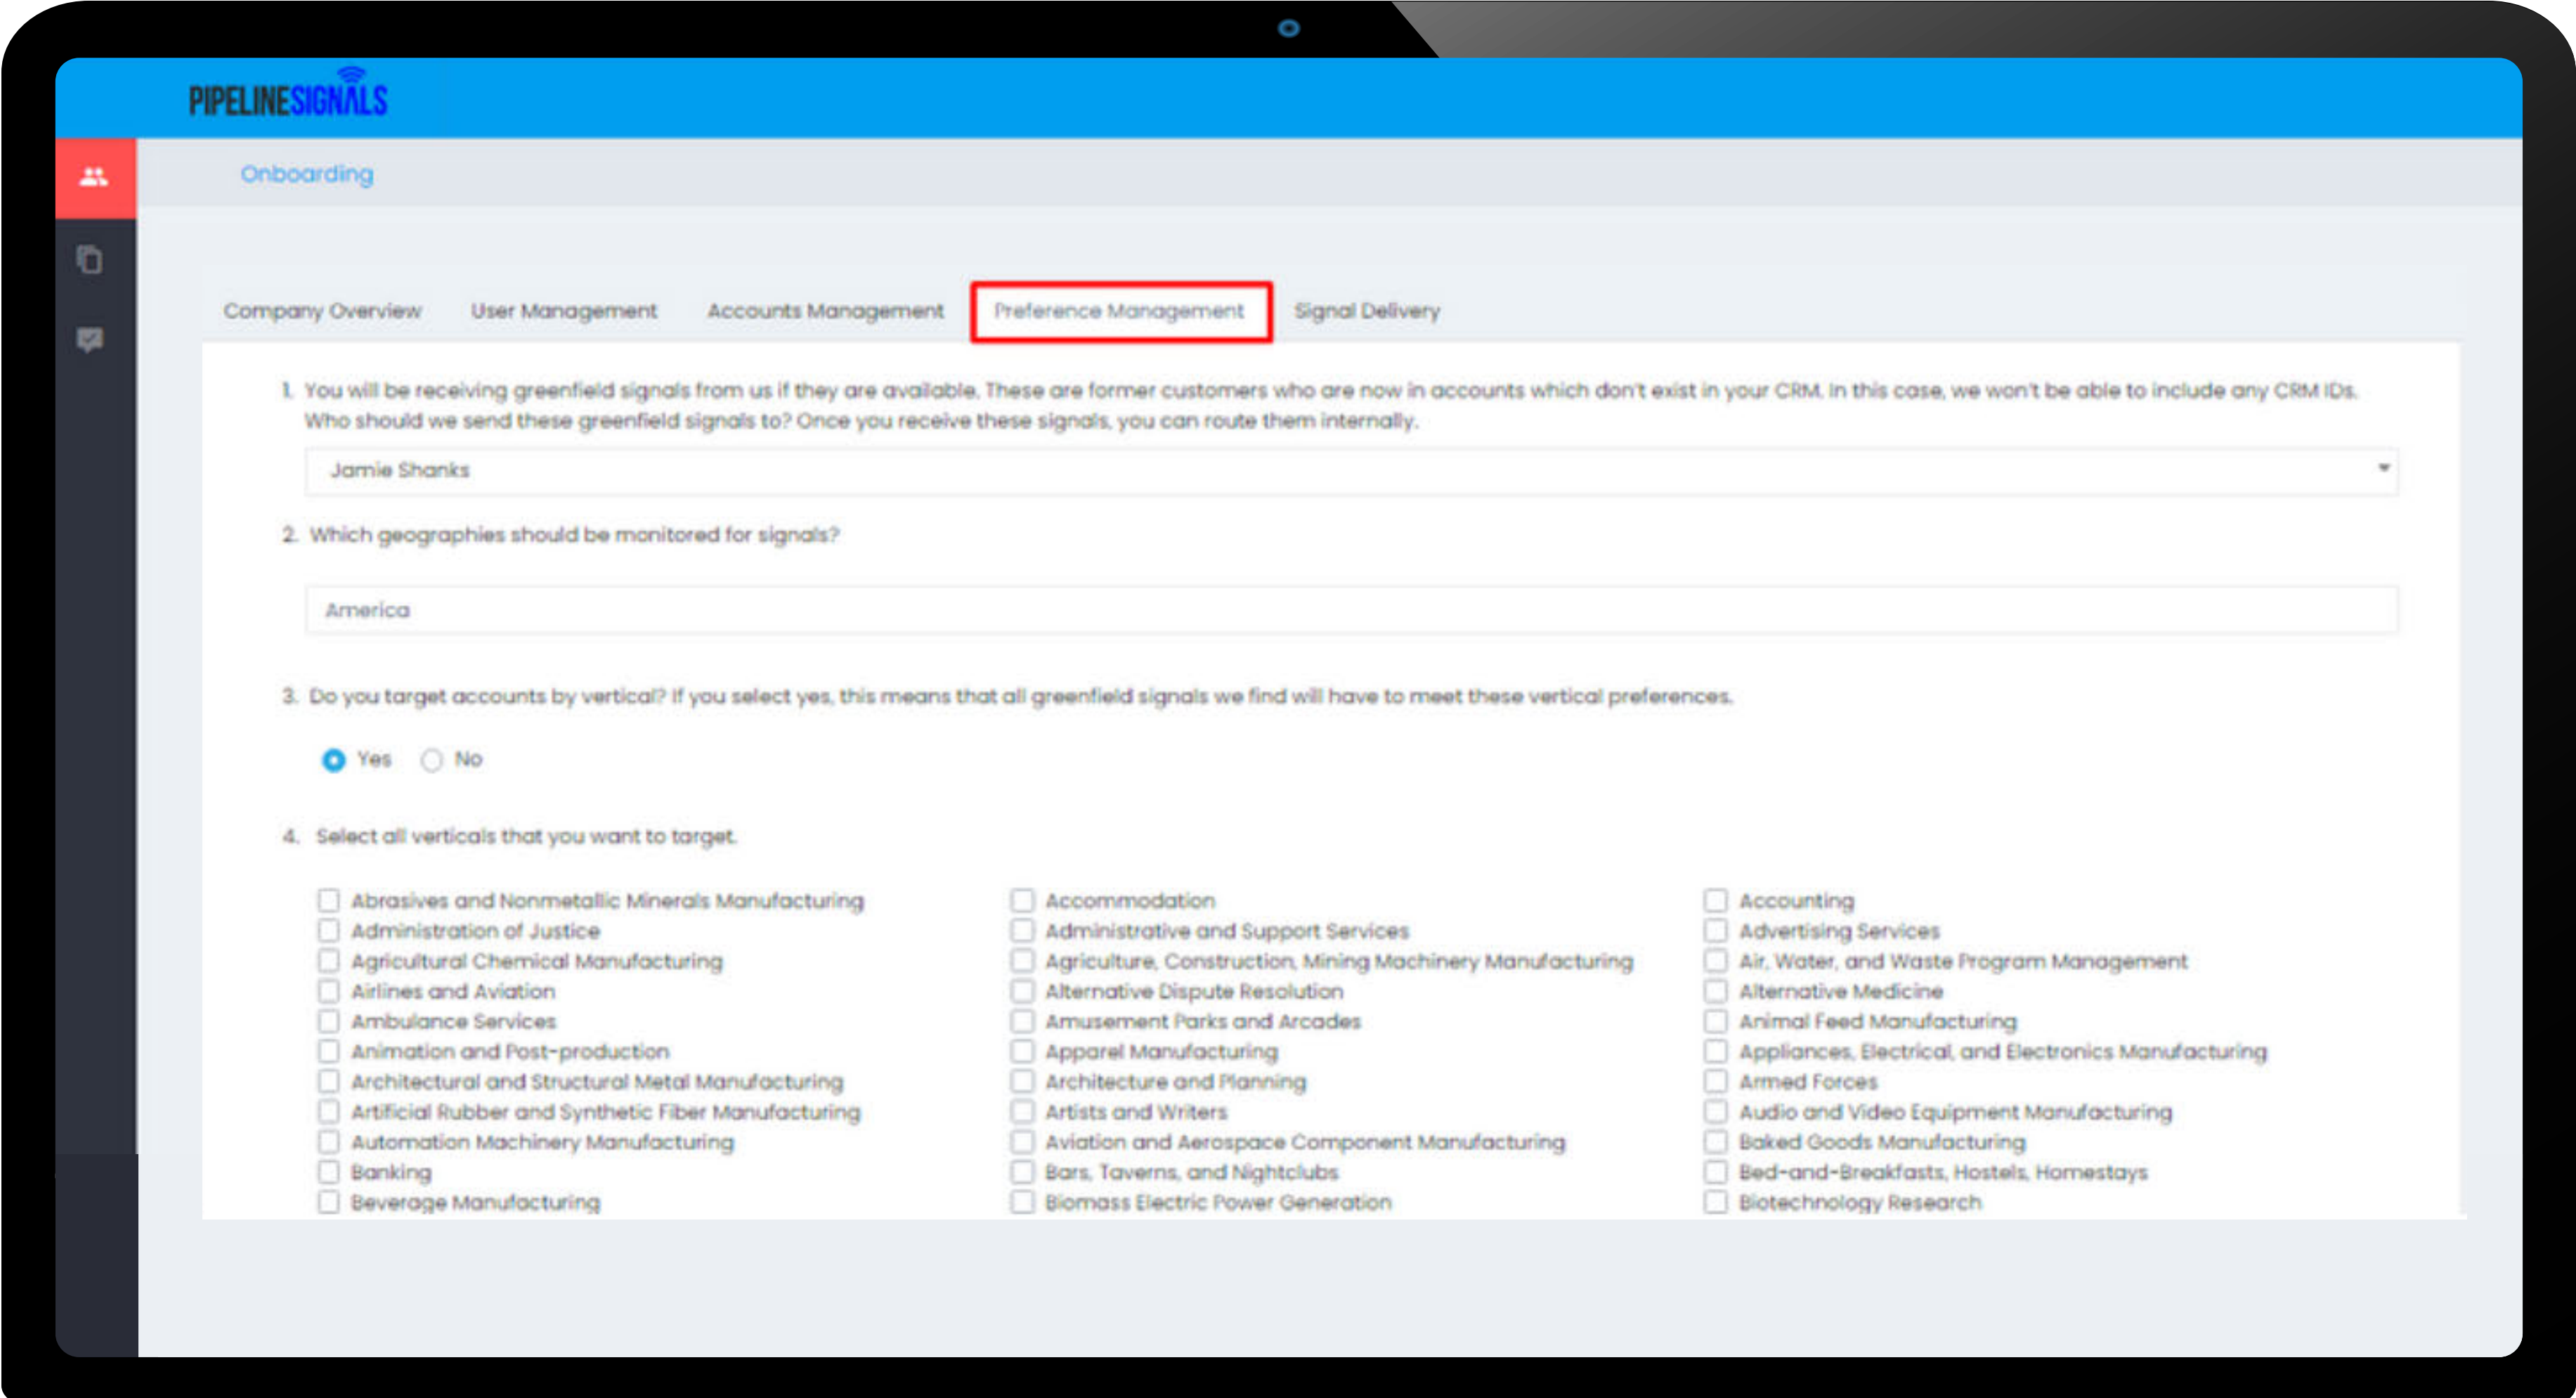 PIPELINESIGNALS
Onboarding
Company Overview User Management Accounts Management Preference Management Signal Delivery
1. You will be receiving greenfield signals from us if they are available. These are former customers who are now in accounts which don't exist in your CRM. In this case, we won't be able to include any CRM IDs.
Who should we send these greenfield signals to? Once you receive these signals, you can route them internally.
Jamie Shanks
2. Which geographies should be monitored for signals?
America
3. Do you target accounts by vertical? If you select yes, this means that all greenfield signals we find will have to meet these vertical preferences.
Yes No
4. Select all verticals that you want to target.
Abrasives and Nonmetallic Minerals Manufacturing Accommodation Accounting
Administration of Justice Administrative and Support Services Advertising Services
Agricultural Chemical Manufacturing Agriculture, Construction, Mining Machinery Manufacturing Air, Water, and Waste Program Management
Airlines and Aviation Alternative Dispute Resolution Alternative Medicine
Ambulance Services Amusement Parks and Arcades Animal Feed Manufacturing
Animation and Post-production Apparel Manufacturing Appliances, Electrical, and Electronics Manufacturing
Architectural and Structural Metal Manufacturing Architecture and Planning Armed Forces
Artificial Rubber and Synthetic Fiber Manufacturing Artists and Writers Audio and Video Equipment Manufacturing
Automation Machinery Manufacturing Aviation and Aerospace Component Manufacturing Baked Goods Manufacturing
Banking Bars, Taverns, and Nightclubs Bed-and-Breakfasts, Hostels, Homestays
Beverage Manufacturing Biomass Electric Power Generation Biotechnology Research